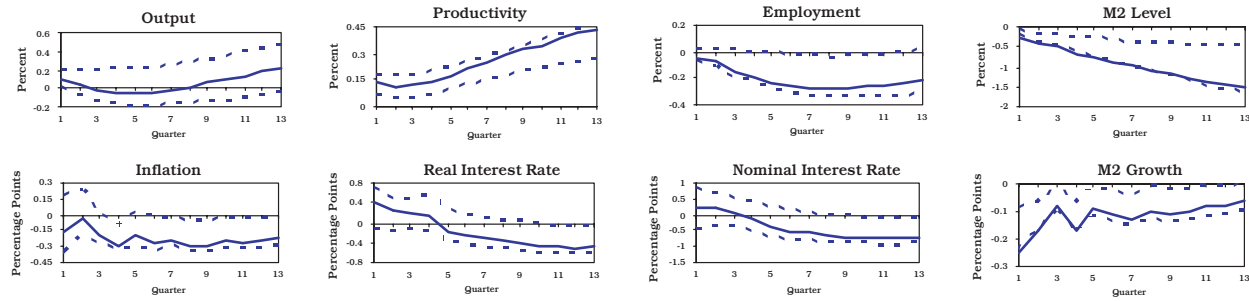 Output
Percent
0.6
0.4
0.2
0
-0.2
1 3 5 7 9 11 13
Quarter
Productivity
Percent
0.45
0.3
0.15
0
1 3 5 7 9 11 13
Quarter
Employment
Percent
0.2
0
-0.2
-0.4
1 3 5 7 9 11 13
Quarter
M2 Level
Percent
0
-0.5
-1
-1.5
-2
1 3 5 7 9 11 13
Quarter
Inflation
Percentage Points
0.3
0.15
0
-0.15
-0.3
-0.45
1 3 5 7 9 11 13
Quarter
Real Interest Rate
Percentage Points
0.8
0.4
0
-0.4
-0.8
1 3 5 7 9 11 13
Quarter
Nominal Interest Rate
Percentage Points
1
0.5
0
-0.5
-1
-1.5
1 3 5 7 9 11 13
Quarter
M2 Growth
Percentage Points
0
-0.1
-0.2
-0.3
1 3 5 7 9 11 13
Quarter